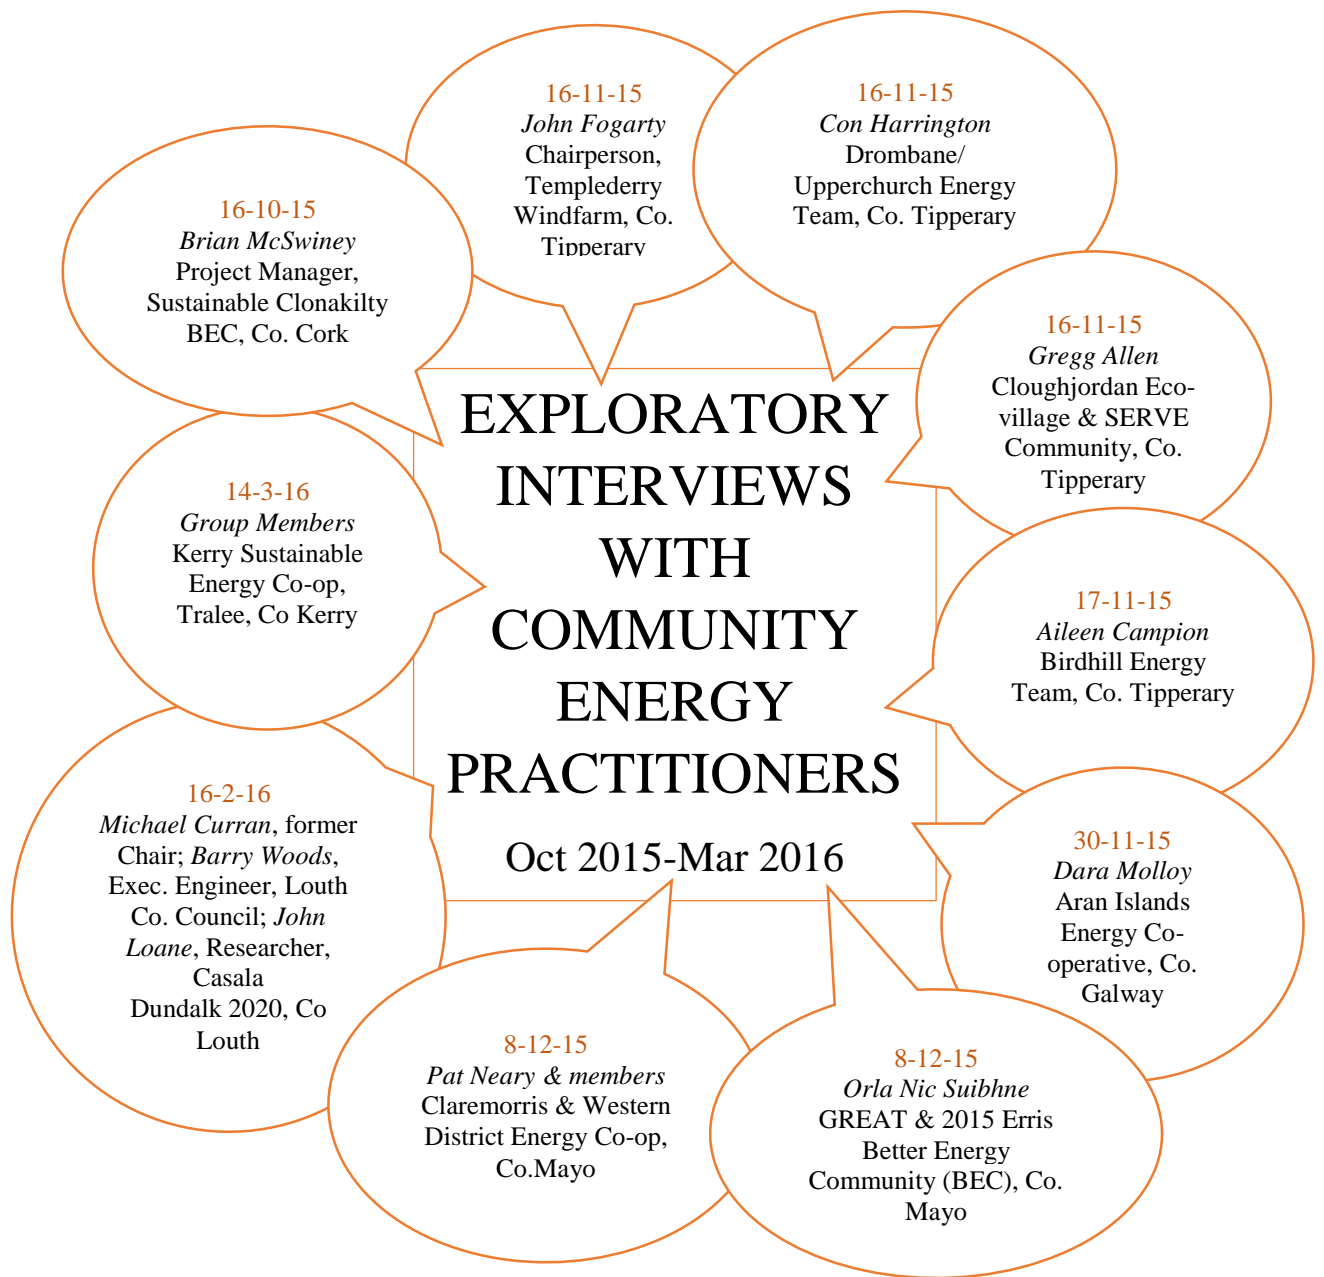 16-11-15
John Fogarty
Chairperson,
Templederry
Windfarm, Co.
Tipperary
16-11-15
Con Harrington
Drombane/
Upperchurch Energy
Team, Co. Tipperary
16-10-15
Brian McSwiney
Project Manager,
Sustainable Clonakilty
BEC, Co. Cork
16-11-15
Gregg Allen
Cloughjordan Eco-
village & SERVE
Community, Co.
Tipperary
EXPLORATORY
INTERVIEWS
WITH
COMMUNITY
ENERGY
PRACTITIONERS
Oct 2015-Mar 2016
14-3-16
Group Members
Kerry Sustainable
Energy Co-op,
Tralee, Co Kerry
17-11-15
Aileen Campion
Birdhill Energy
Team, Co. Tipperary
16-2-16
Michael Curran, former
Chair; Barry Woods,
Exec. Engineer, Louth
Co. Council; John
Loane, Researcher,
Casala
Dundalk 2020, Co
Louth
30-11-15
Dara Molloy
Aran Islands
Energy Co-
operative, Co.
Galway
8-12-15
Pat Neary & members
Claremorris & Western
District Energy Co-op,
Co.Mayo
8-12-15
Orla Nic Suibhne
GREAT & 2015 Erris
Better Energy
Community (BEC), Co.
Mayo